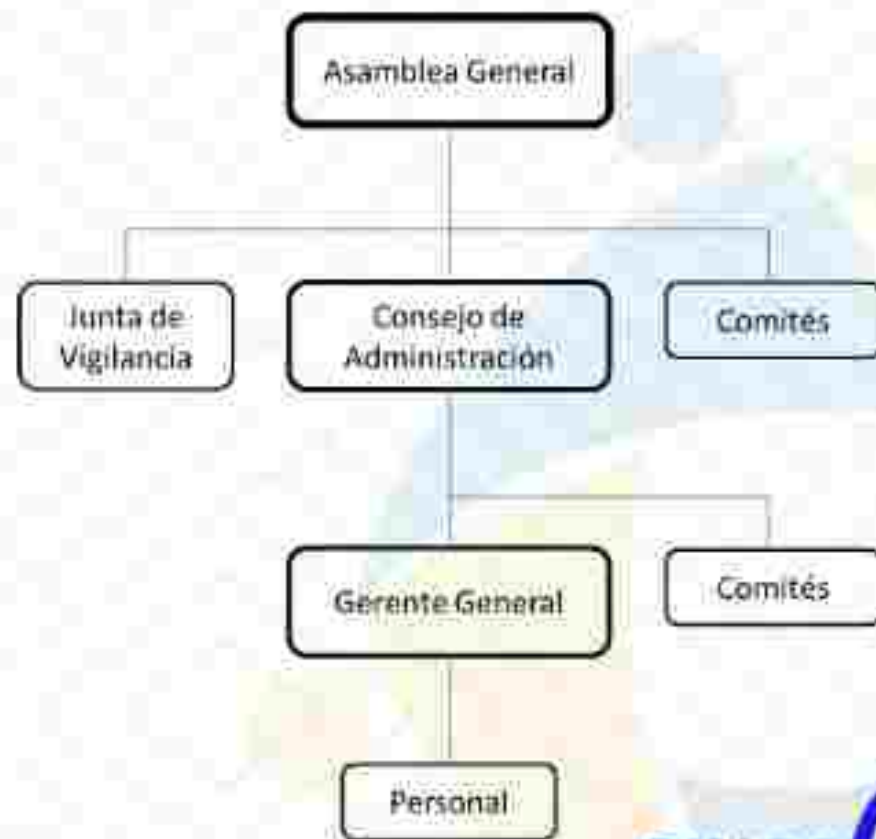 Asamblea General
Junta de
Vigilancia
Consejo de
Administración
Comités
Gerente General
Comités
Personal